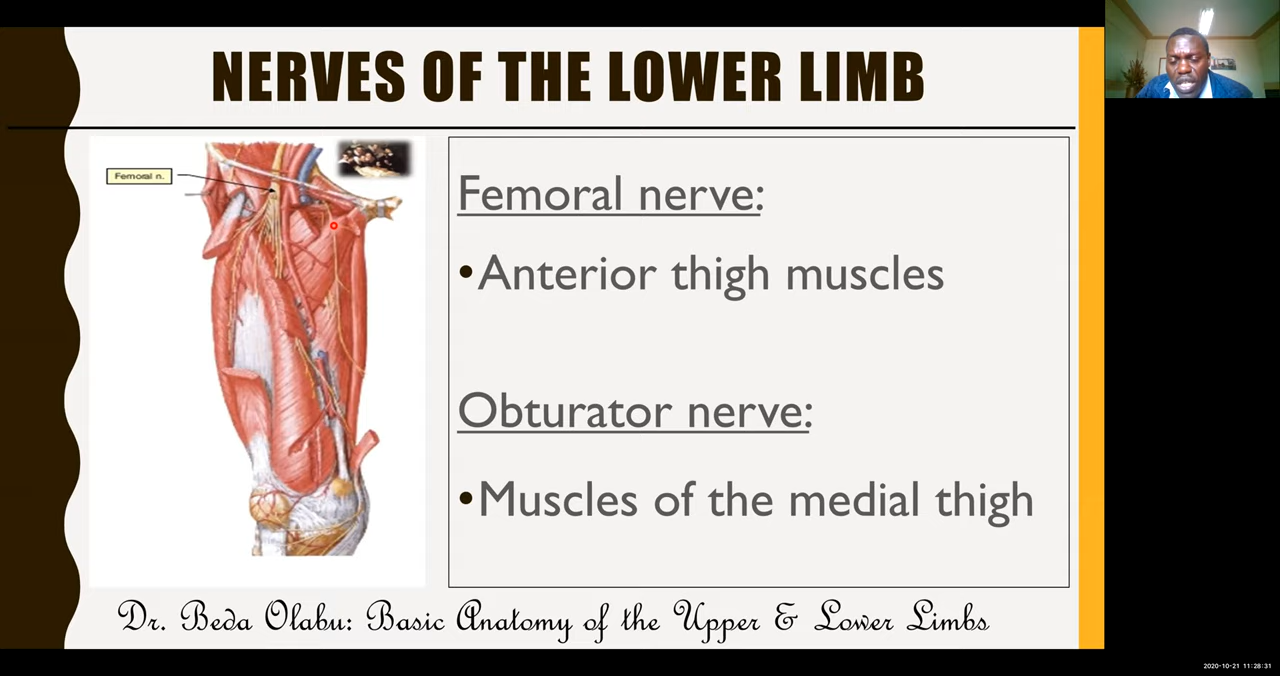 NERVES OF THE LOWER LIMB
Femoral n.
Femoral nerve:
•Anterior thigh muscles
Obturator nerve:
•Muscles of the medial thigh
Dr. Beda Olabu: Basic Anatomy of the Upper & Lower Limbs
2020-10-21 11:28:31